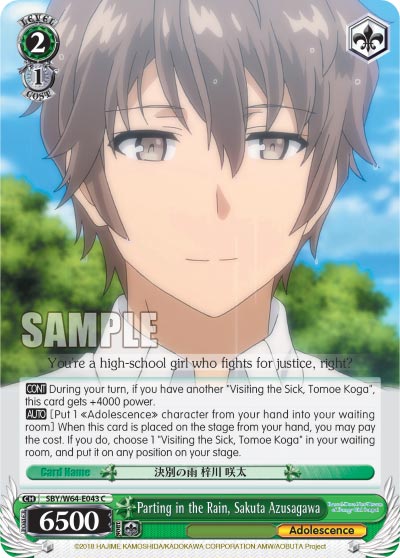 LEVEL
2
1
COST
SAMPLE
You're a high-school girl who fights for justice, right?
CONT During your turn, if you have another "Visiting the Sick, Tomoe Koga", this card gets +4000 power.
AUTO [Put 1 «Adolescence» character from your hand into your waiting room] When this card is placed on the stage from your hand, you may pay the cost. If you do, choose 1 "Visiting the Sick, Tomoe Koga" in your waiting room, and put it on any position on your stage.
Card Name 決別の雨 梓川 咲太
CH SBY/W64-E043 C
Parting in the Rain, Sakuta Azusagawa
POWER
6500
Adolescence
©2018 HAJIME KAMOSHIDA/KADOKAWA CORPORATION AMW/AOBUTA Project